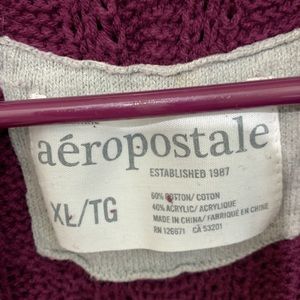 aéropostale
ESTABLISHED 1987
XL/TG
60% COTTON/ COTON
40% ACRYLIC/ ACRYLIQUE
MADE IN CHINA/ FABRIQUÉ EN CHINE
RN 126671 CA 53201